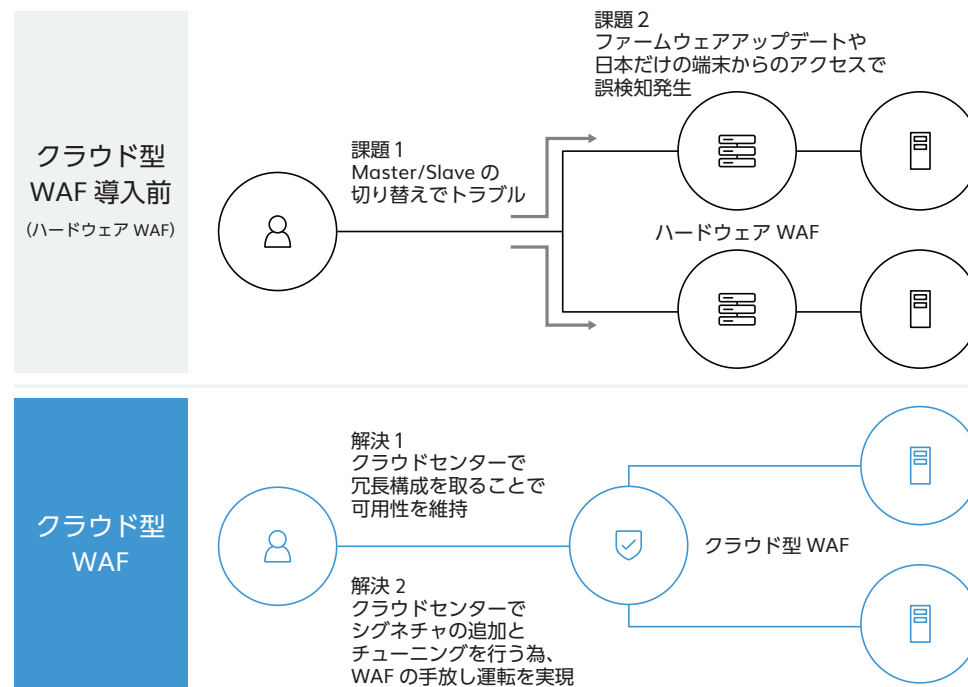 クラウド型
WAF 導入前
(ハードウェア WAF)
課題 1
Master/Slave の
切り替えでトラブル
課題 2
ファームウェアアップデートや
日本だけの端末からのアクセスで
誤検知発生
ハードウェア WAF
クラウド型
WAF
解決 1
クラウドセンターで
冗長構成を取ることで
可用性を維持
クラウド型 WAF
解決 2
クラウドセンターで
シグネチャの追加と
チューニングを行う為、
WAF の手放し運転を実現